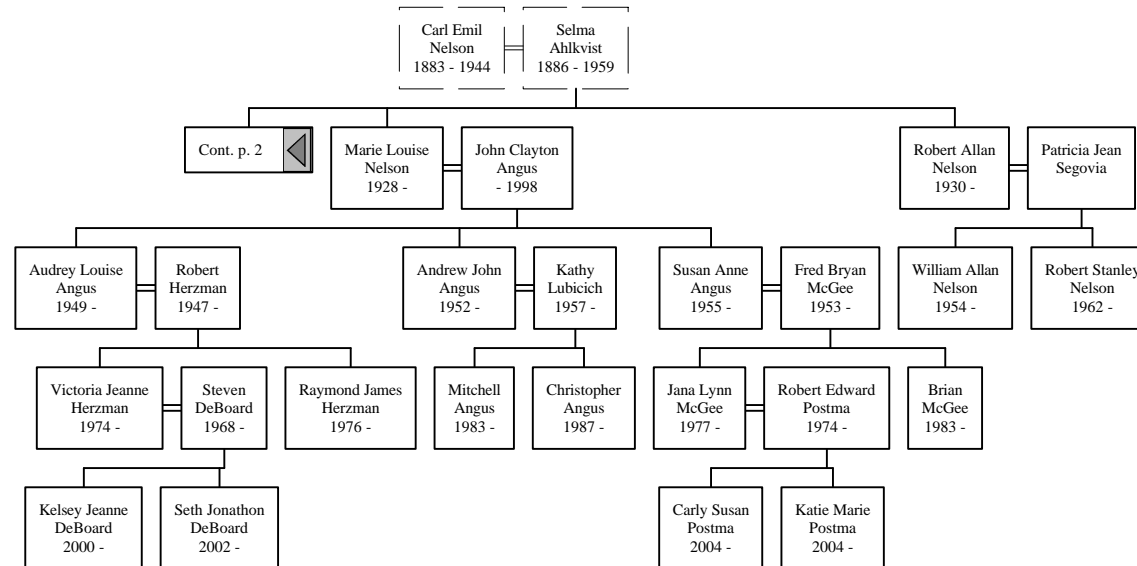 Carl Emil
Nelson
1883 - 1944
Selma
Ahlkvist
1886 - 1959
Cont. p. 2
Marie Louise
Nelson
1928 -
John Clayton
Angus
- 1998
Robert Allan
Nelson
1930 -
Patricia Jean
Segovia
Audrey Louise
Angus
1949 -
Robert
Herzman
1947 -
Andrew John
Angus
1952 -
Kathy
Lubicich
1957 -
Susan Anne
Angus
1955 -
Fred Bryan
McGee
1953 -
William Allan
Nelson
1954 -
Robert Stanley
Nelson
1962 -
Victoria Jeanne
Herzman
1974 -
Steven
DeBoard
1968 -
Raymond James
Herzman
1976 -
Mitchell
Angus
1983 -
Christopher
Angus
1987 -
Jana Lynn
McGee
1977 -
Robert Edward
Postma
1974 -
Brian
McGee
1983 -
Kelsey Jeanne
DeBoard
2000 -
Seth Jonathon
DeBoard
2002 -
Carly Susan
Postma
2004 -
Katie Marie
Postma
2004 -